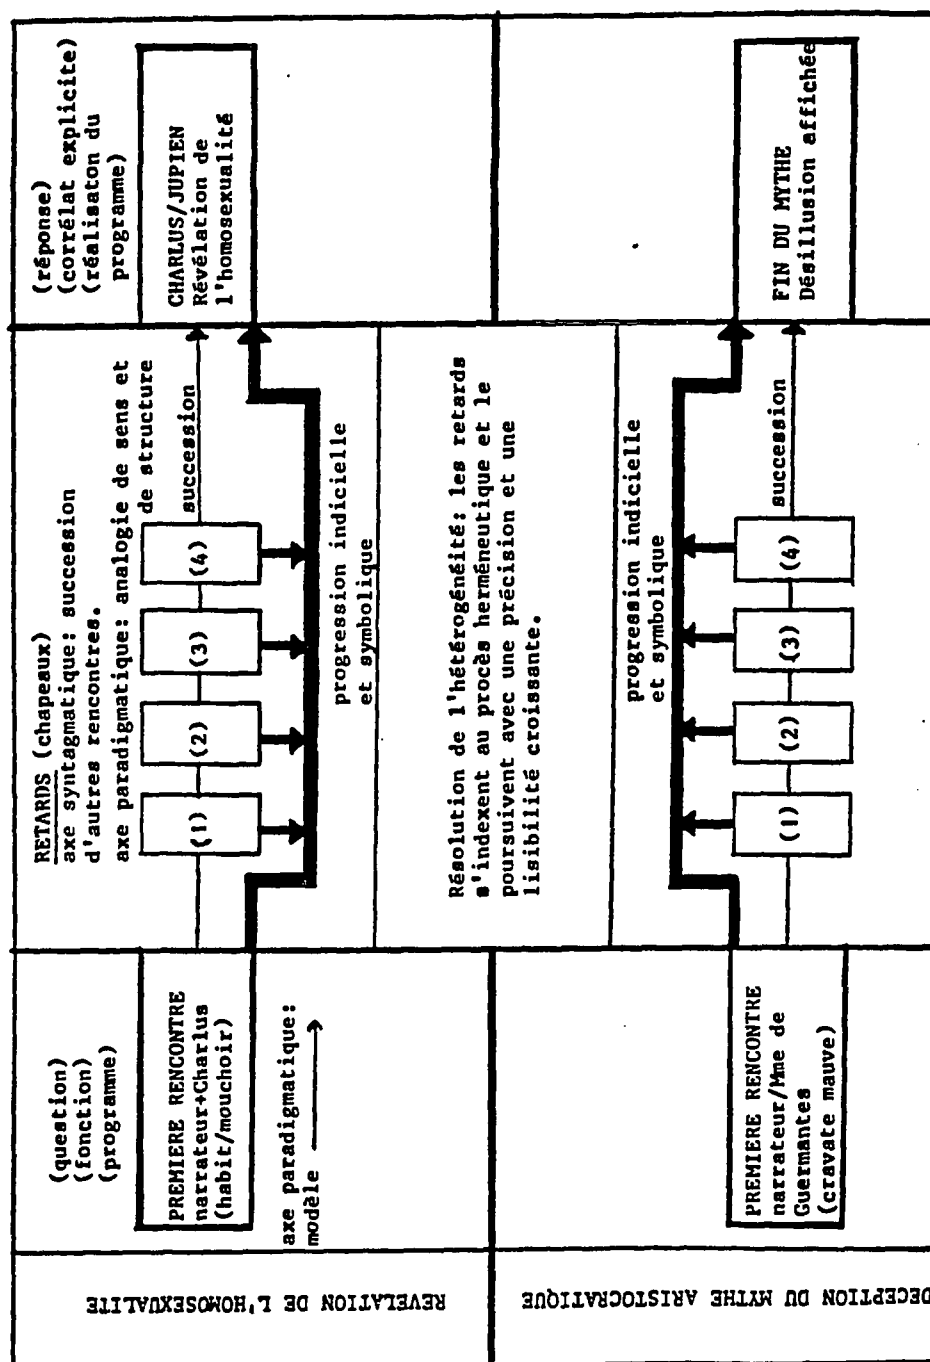 REVELATION DE L'HOMOSEXUALITE
(question)
(fonction)
(programme)
PREMIERE RENCONTRE
narrateur+Charlus
(habit/mouchoir)
axe paradigmatique:
modèle
RETARDS (chapeaux)
axe syntagmatique: succession
d'autres rencontres.
axe paradigmatique: analogie de sens et
de structure
(1)
(2)
(3)
(4)
succession
progression indicielle
et symbolique
(réponse)
(corrélat explicite)
(réalisaton du
programme)
CHARLUS/JUPIEN
Révélation de
l'homosexualité
Résolution de l'hétérogénéité: les retards
s'indexent au procès herméneutique et le
poursuivent avec une précision et une
lisibilité croissante.
DECEPTION DU MYTHE ARISTOCRATIQUE
PREMIERE RENCONTRE
narrateur/Mme de
Guermantes
(cravate mauve)
progression indicielle
et symbolique
(1)
(2)
(3)
(4)
succession
FIN DU MYTHE
Désillusion affichée